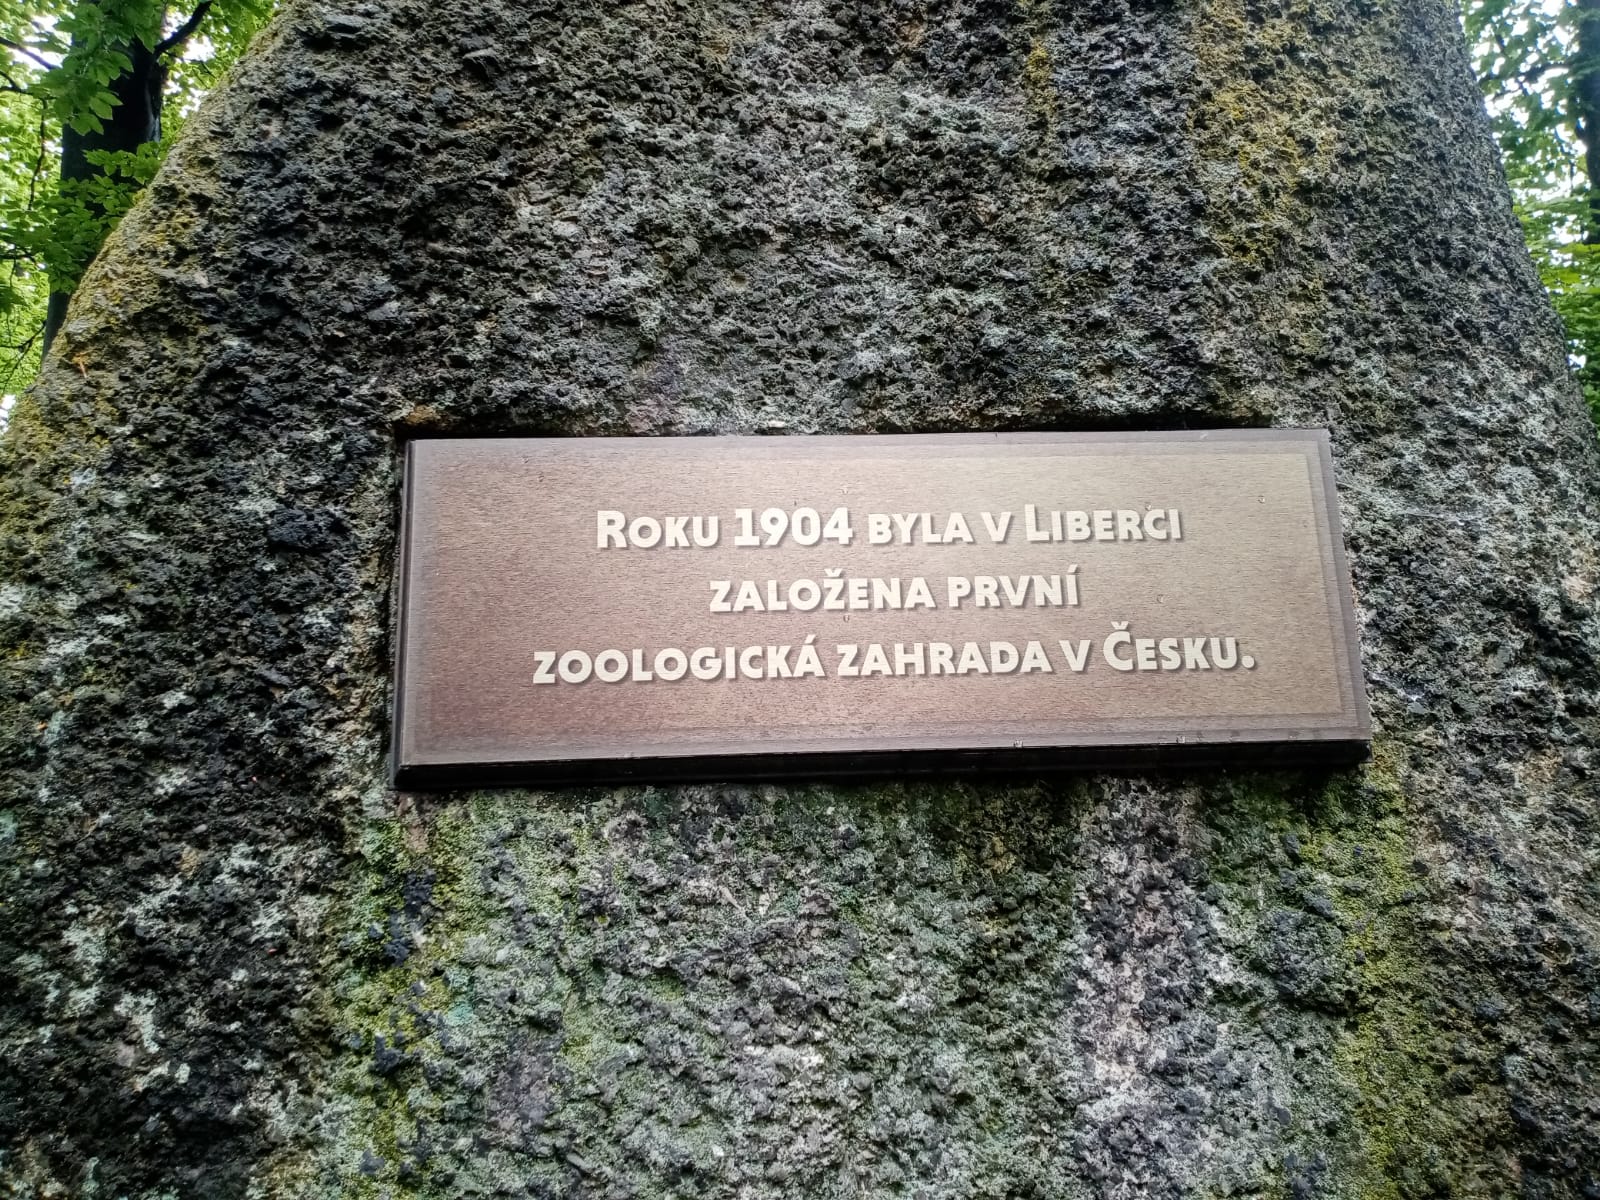 Roku 1904 byla v Liberci
založena první
zoologická zahrada v Česku.